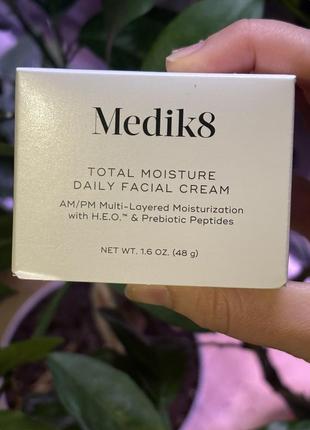 Medik8
TOTAL MOISTURE
DAILY FACIAL CREAM
AM/PM Multi-Layered Moisturization
with H.E.O.™ & Prebiotic Peptides
NET WT. 1.6 OZ. (48 g)